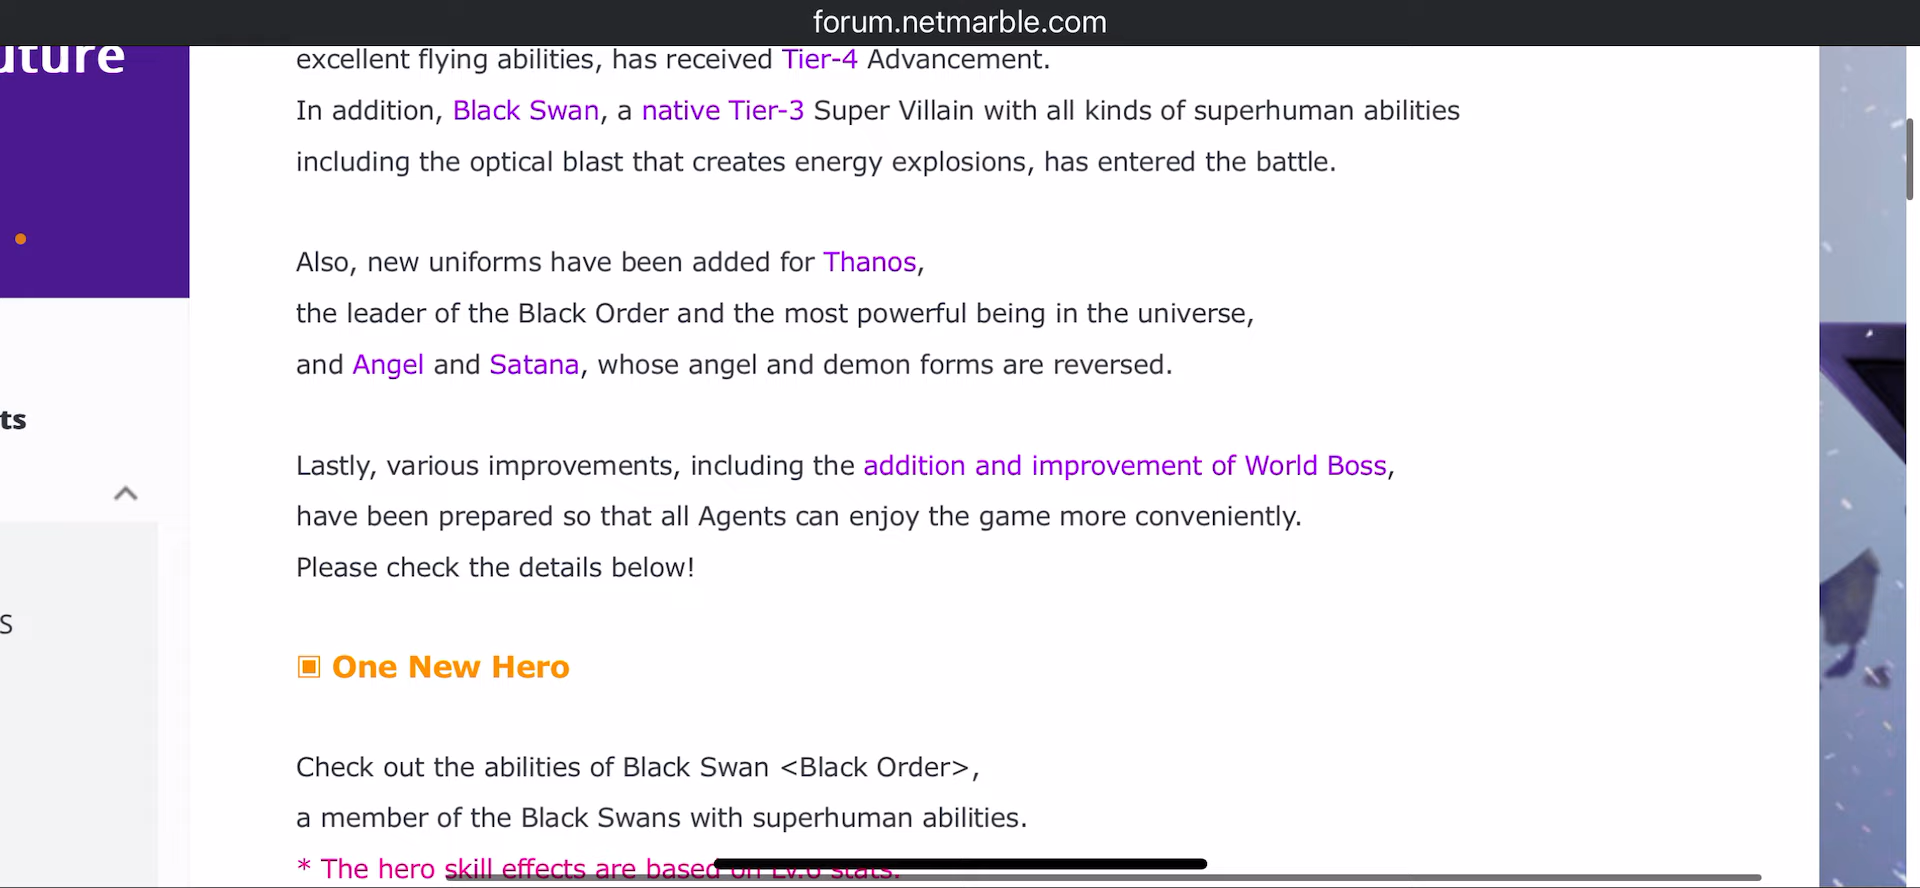 forum.netmarble.com
uture
excellent flying abilities, has received Tier-4 Advancement.
In addition, Black Swan, a native Tier-3 Super Villain with all kinds of superhuman abilities
including the optical blast that creates energy explosions, has entered the battle.
Also, new uniforms have been added for Thanos,
the leader of the Black Order and the most powerful being in the universe,
and Angel and Satana, whose angel and demon forms are reversed.
ts
Lastly, various improvements, including the addition and improvement of World Boss,
have been prepared so that all Agents can enjoy the game more conveniently.
Please check the details below!
S
▣ One New Hero
Check out the abilities of Black Swan <Black Order>,
a member of the Black Swans with superhuman abilities.
* The hero skill effects are based on Lv.6 stats.